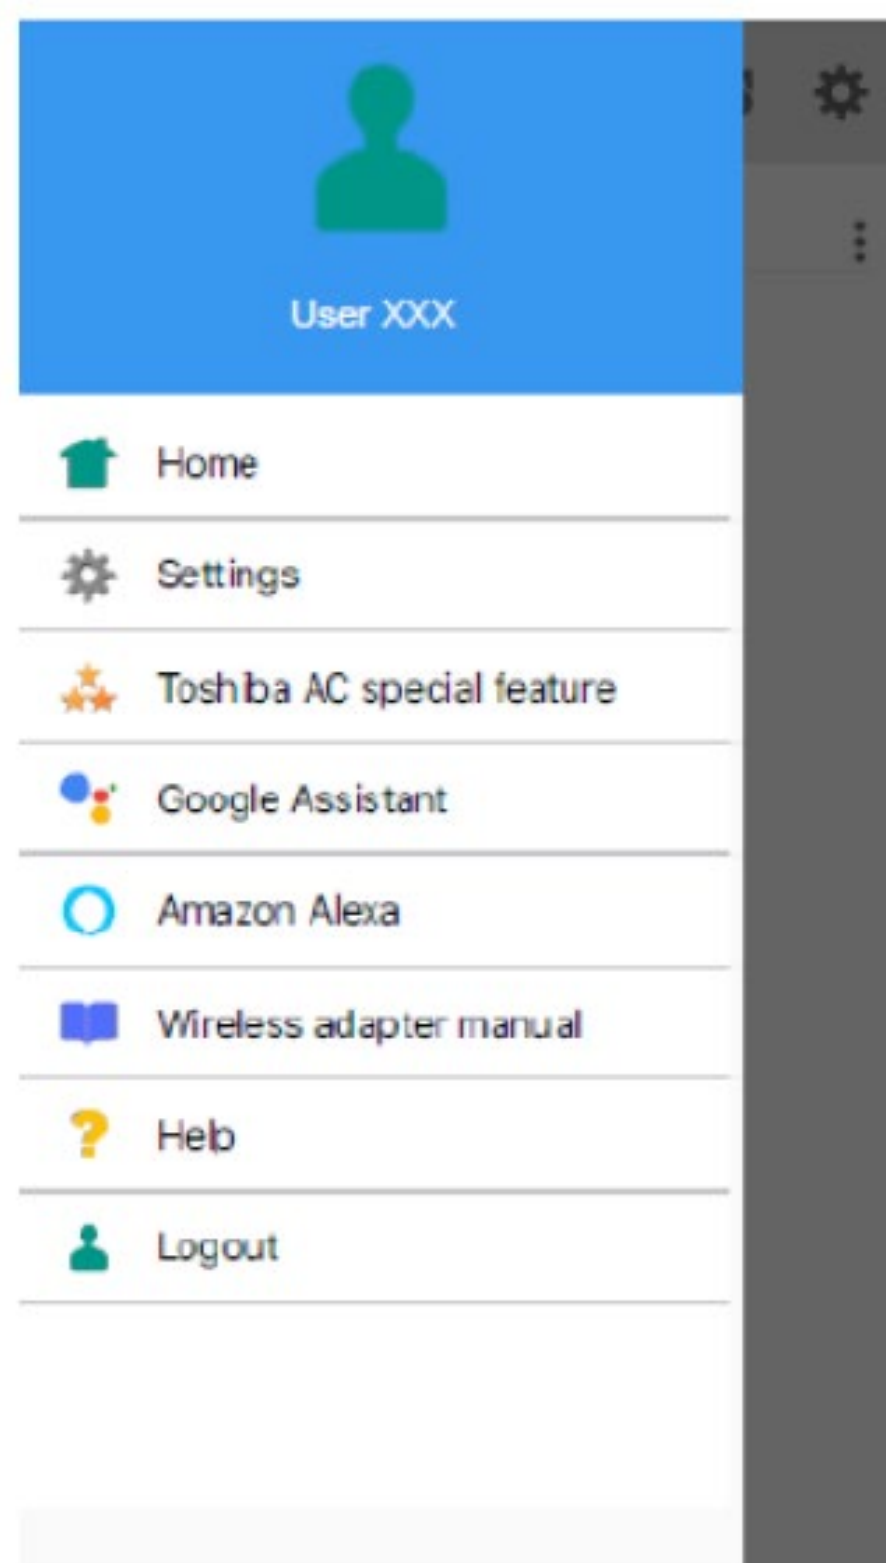 User XXX
Home
Settings
Toshiba AC special feature
Google Assistant
Amazon Alexa
Wireless adapter manual
Help
Logout